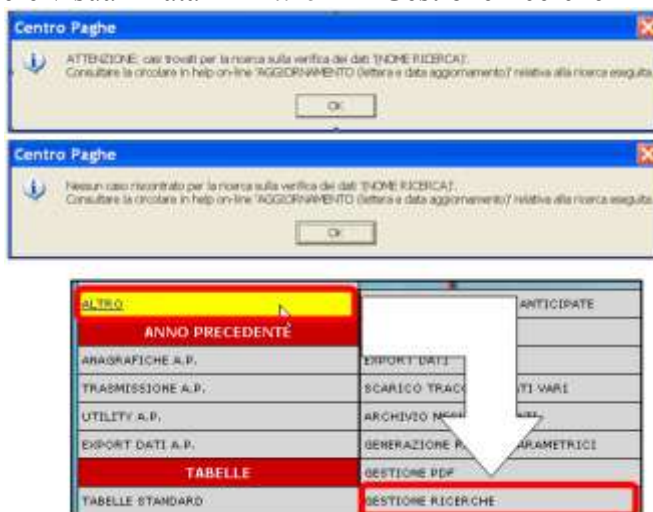 Centro Paghe
ATTENZIONE: casi trovati per la ricerca sulla verifica dei dati '[NOME RICERCA]'.
Consultare la circolare in help on-line 'AGGIORNAMENTO (lettera e data aggiornamento)' relativa alla ricerca eseguita.
OK
Centro Paghe
Nessun caso riscontrato per la ricerca sulla verifica dei dati '[NOME RICERCA]'.
Consultare la circolare in help on-line 'AGGIORNAMENTO (lettera e data aggiornamento)' relativa alla ricerca eseguita.
OK
ALTRO
ANTICIPATE
ANNO PRECEDENTE
ANAGRAFICHE A.P.
EXPORT DATI
TRASMISSIONE A.P.
SCARICO TRACC TI VARI
UTILITY A.P.
ARCHIVIO
EXPORT DATI A.P.
GENERAZIONE ARAMETRICI
TABELLE
GESTIONE PDF
TABELLE STANDARD
GESTIONE RICERCHE